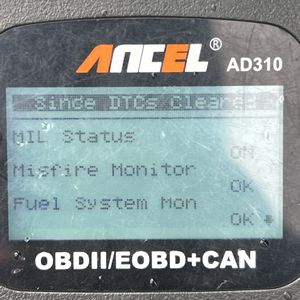 ANCEL®
AD310
Since DTCs Cleared
MIL Status
ON
Misfire Monitor
OK
Fuel System Mon
OK
OBDII/EOBD+CAN